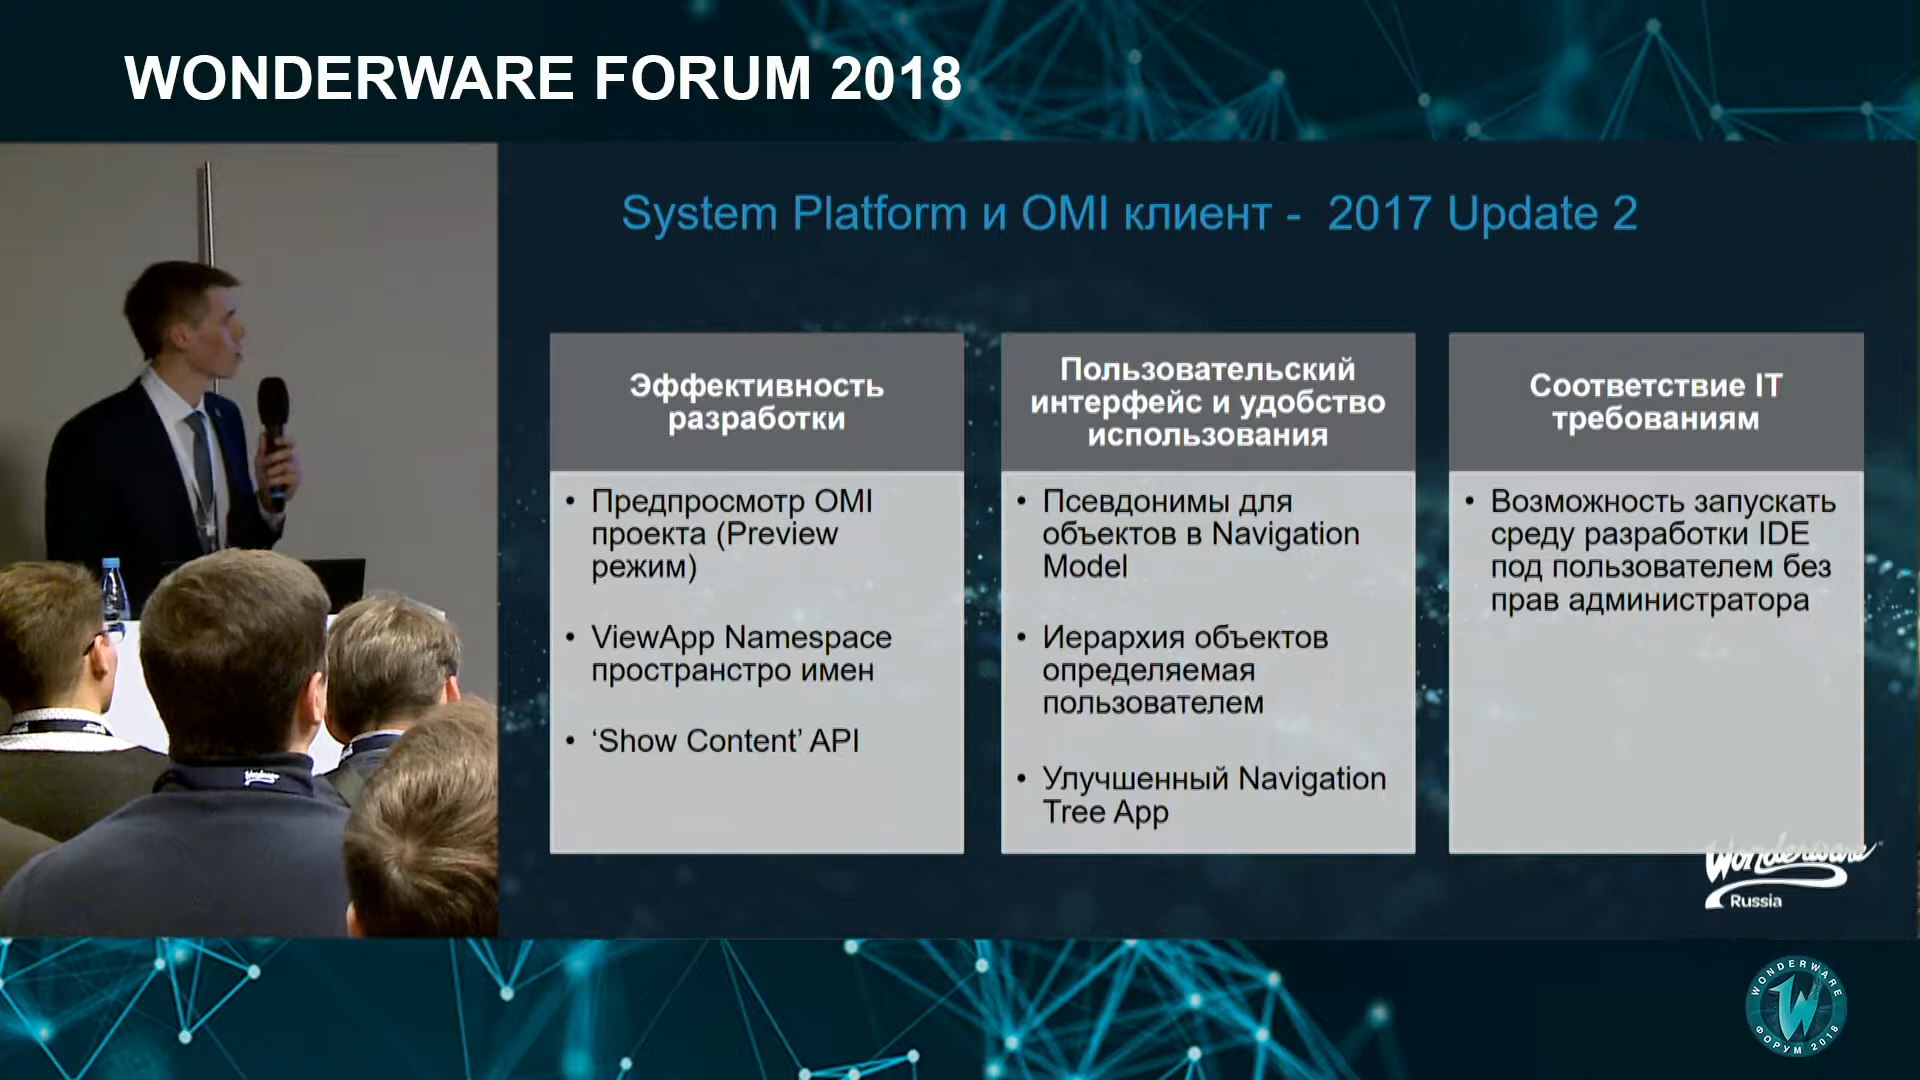 WONDERWARE FORUM 2018
System Platform и OMI клиент - 2017 Update 2
Эффективность
разработки
• Предпросмотр OMI
проекта (Preview
режим)
• ViewApp Namespace
пространстро имен
• ‘Show Content’ API
Пользовательский
интерфейс и удобство
использования
• Псевдонимы для
объектов в Navigation
Model
• Иерархия объектов
определяемая
пользователем
• Улучшенный Navigation
Tree App
Соответствие IT
требованиям
• Возможность запускать
среду разработки IDE
под пользователем без
прав администратора
Wonderware
Russia
Wonderware
WONDERWARE
W
ФОРУМ 2018